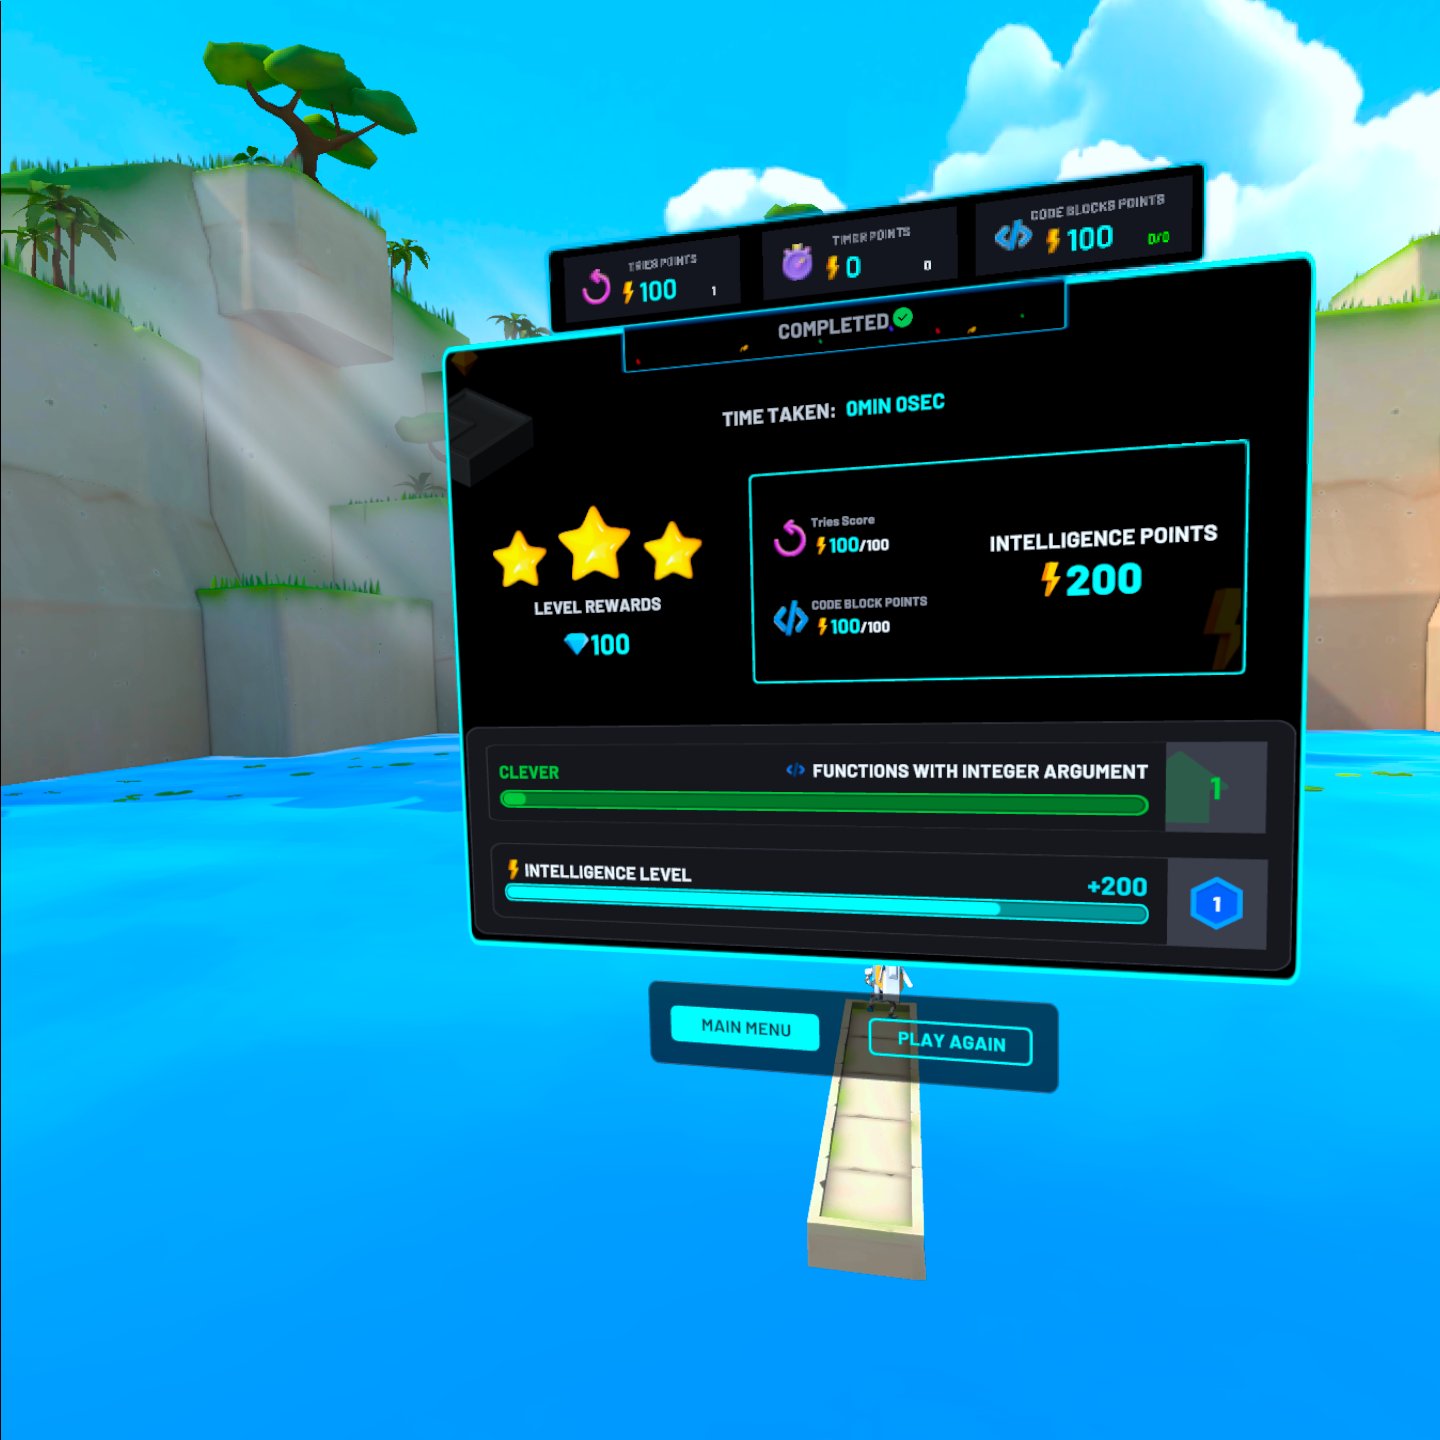 TRIES POINTS
100 1
TIMER POINTS
0 0
CODE BLOCKS POINTS
100 0/0
COMPLETED
TIME TAKEN: 0MIN 0SEC
LEVEL REWARDS
100
Tries Score
100/100
CODE BLOCK POINTS
100/100
INTELLIGENCE POINTS
200
CLEVER
</> FUNCTIONS WITH INTEGER ARGUMENT
1
INTELLIGENCE LEVEL
+200
1
MAIN MENU
PLAY AGAIN